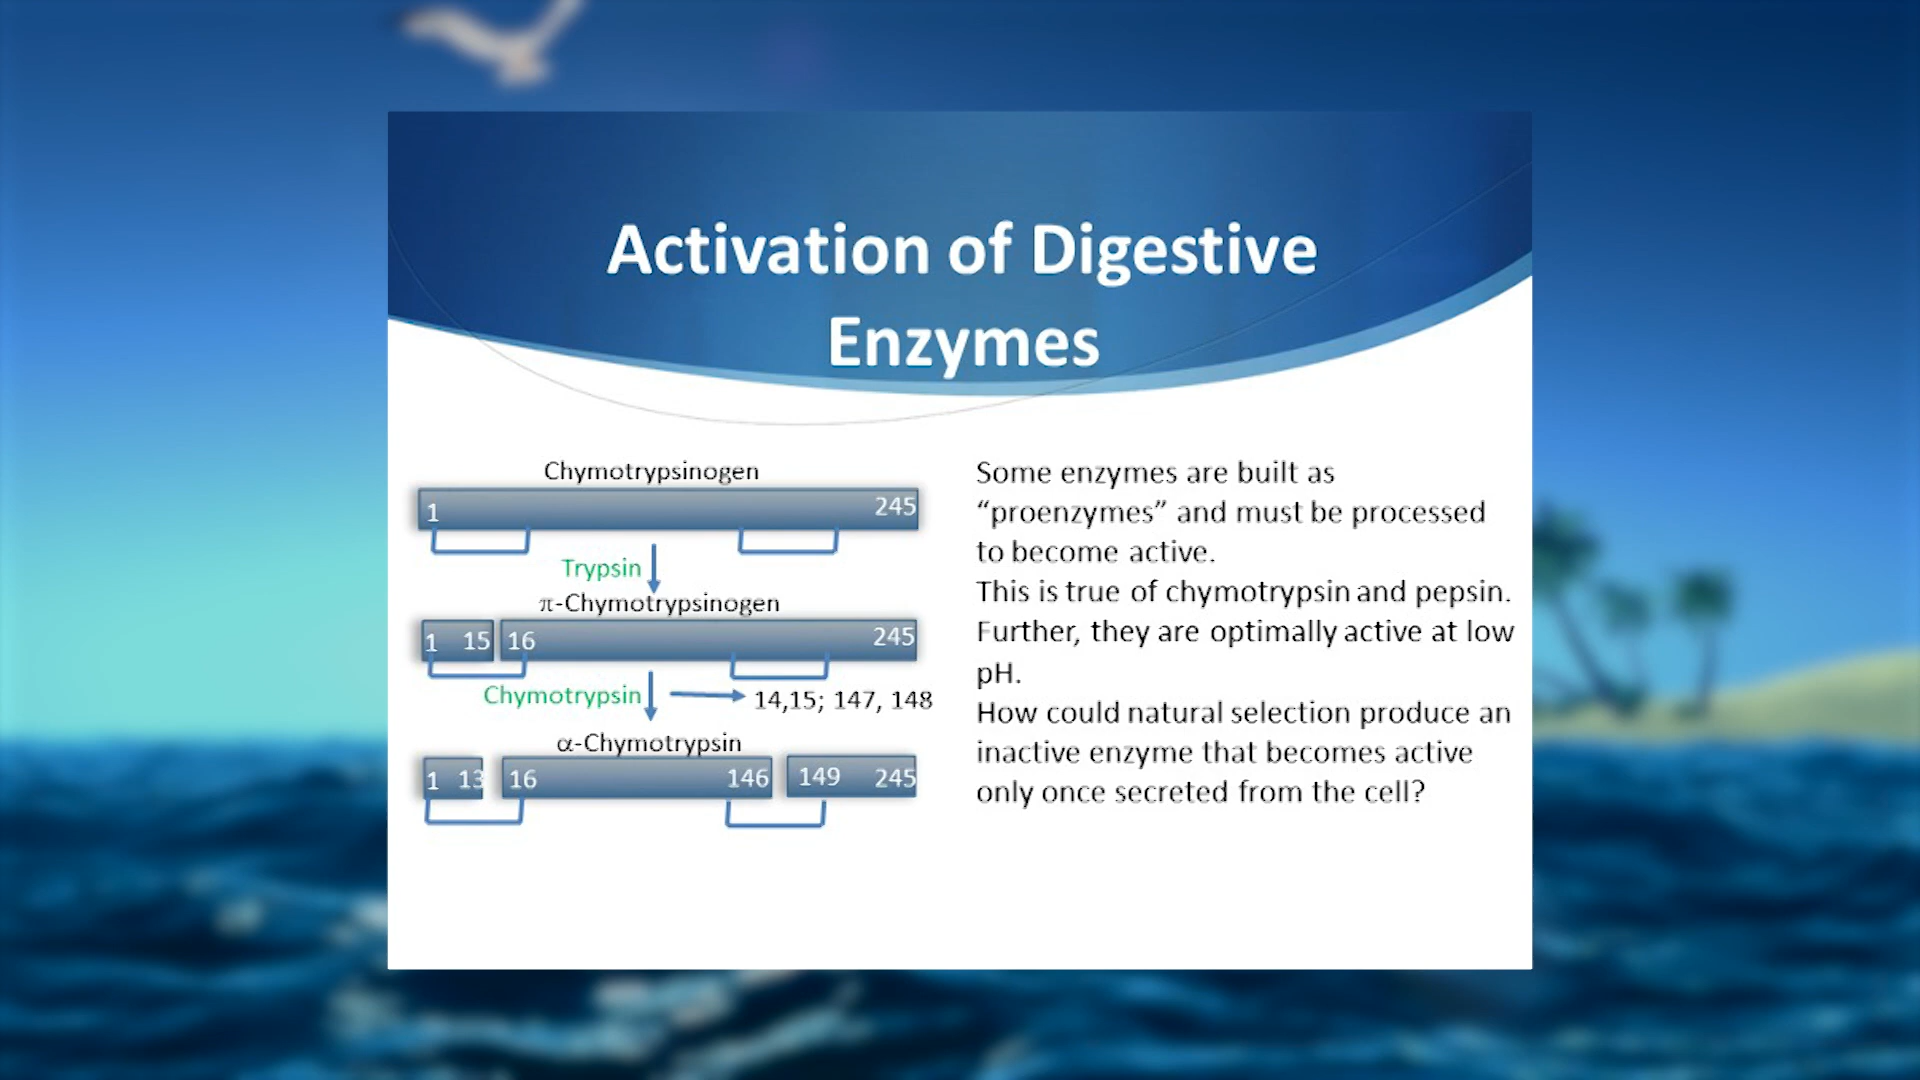 Activation of Digestive
Enzymes
Chymotrypsinogen
1 245
Trypsin
π-Chymotrypsinogen
1 15 16 245
Chymotrypsin 14,15; 147, 148
α-Chymotrypsin
1 13 16 146 149 245
Some enzymes are built as
“proenzymes” and must be processed
to become active.
This is true of chymotrypsin and pepsin.
Further, they are optimally active at low
pH.
How could natural selection produce an
inactive enzyme that becomes active
only once secreted from the cell?